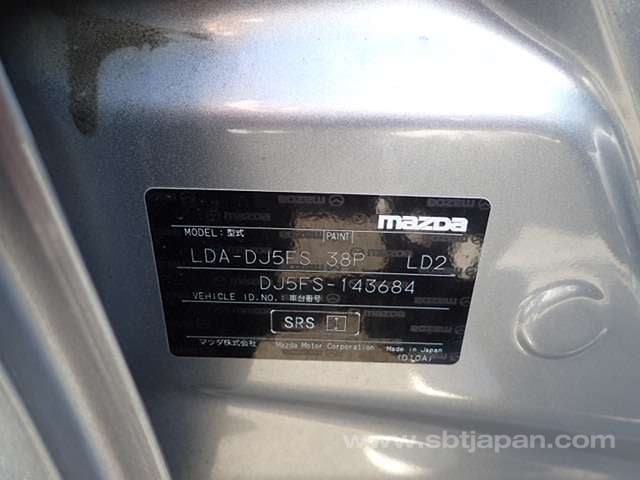 mazda
MODEL:型式 PAINT
LDA-DJ5FS 38P LD2
DJ5FS-143684
VEHICLE ID.NO.:車台番号
SRS 1
マツダ株式会社 Mazda Motor Corporation Made in Japan
(D10A)
www.sbtjapan.com